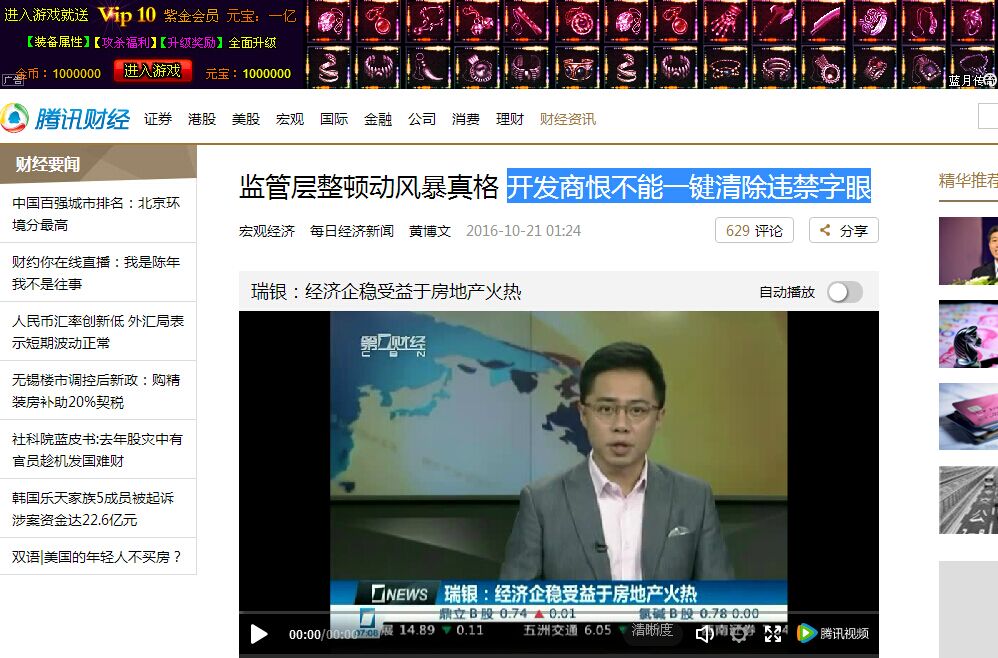 进入游戏就送 Vip 10 紫金会员 元宝：一亿
【装备属性】【攻杀福利】【升级奖励】全面升级
金币：1000000 进入游戏 元宝：1000000
广告
蓝月传奇
腾讯财经 证券 港股 美股 宏观 国际 金融 公司 消费 理财 财经资讯
财经要闻
中国百强城市排名：北京环
境分最高
财约你在线直播：我是陈年
我不是往事
人民币汇率创新低 外汇局表
示短期波动正常
无锡楼市调控后新政：购精
装房补助20%契税
社科院蓝皮书:去年股灾中有
官员趁机发国难财
韩国乐天家族5成员被起诉
涉案资金达22.6亿元
双语|美国的年轻人不买房？
监管层整顿动风暴真格 开发商恨不能一键清除违禁字眼
宏观经济 每日经济新闻 黄博文 2016-10-21 01:24
629 评论 分享
瑞银：经济企稳受益于房地产火热
自动播放
第一财经
CBN
NEWS 瑞银：经济企稳受益于房地产火热
鼎立B股 0.74 ▲ 0.01 氯碱B股 0.78 0.00
展 14.89 ▼ 0.11 五洲交通 6.05
00:00/00:00 07:08 清晰度 腾讯视频
精华推荐